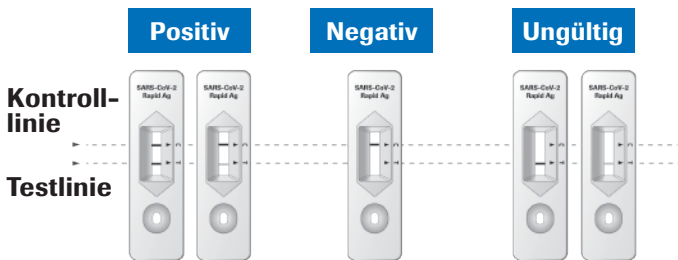 Positiv
Negativ
Ungültig
SARS-CoV-2
Rapid Ag
SARS-CoV-2
Rapid Ag
SARS-CoV-2
Rapid Ag
SARS-CoV-2
Rapid Ag
SARS-CoV-2
Rapid Ag
Kontroll-
linie
C
C
C
C
C
T
T
T
T
T
Testlinie